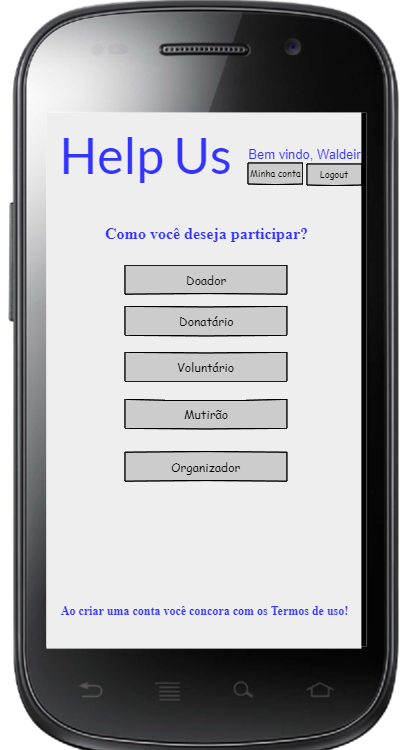 Help Us
Bem vindo, Waldeir
Minha conta
Logout
Como você deseja participar?
Doador
Donatário
Voluntário
Mutirão
Organizador
Ao criar uma conta você concora com os Termos de uso!